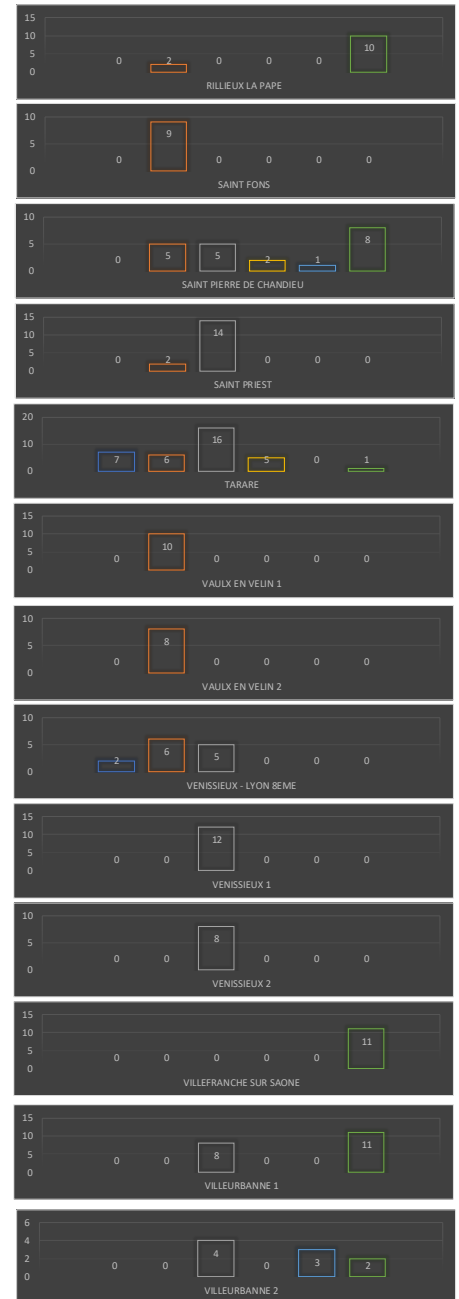 15
10
5
0
0 2 0 0 0 10
RILLIEUX LA PAPE
10
5
0
0 9 0 0 0 0
SAINT FONS
10
5
0
0 5 5 2 1 8
SAINT PIERRE DE CHANDIEU
15
10
5
0
0 2 14 0 0 0
SAINT PRIEST
20
10
0
7 6 16 5 0 1
TARARE
15
10
5
0
0 10 0 0 0 0
VAULX EN VELIN 1
10
5
0
0 8 0 0 0 0
VAULX EN VELIN 2
10
5
0
2 6 5 0 0 0
VENISSIEUX - LYON 8EME
15
10
5
0
0 0 12 0 0 0
VENISSIEUX 1
10
5
0
0 0 8 0 0 0
VENISSIEUX 2
15
10
5
0
0 0 0 0 0 11
VILLEFRANCHE SUR SAONE
15
10
5
0
0 0 8 0 0 11
VILLEURBANNE 1
6
4
2
0
0 0 4 0 3 2
VILLEURBANNE 2